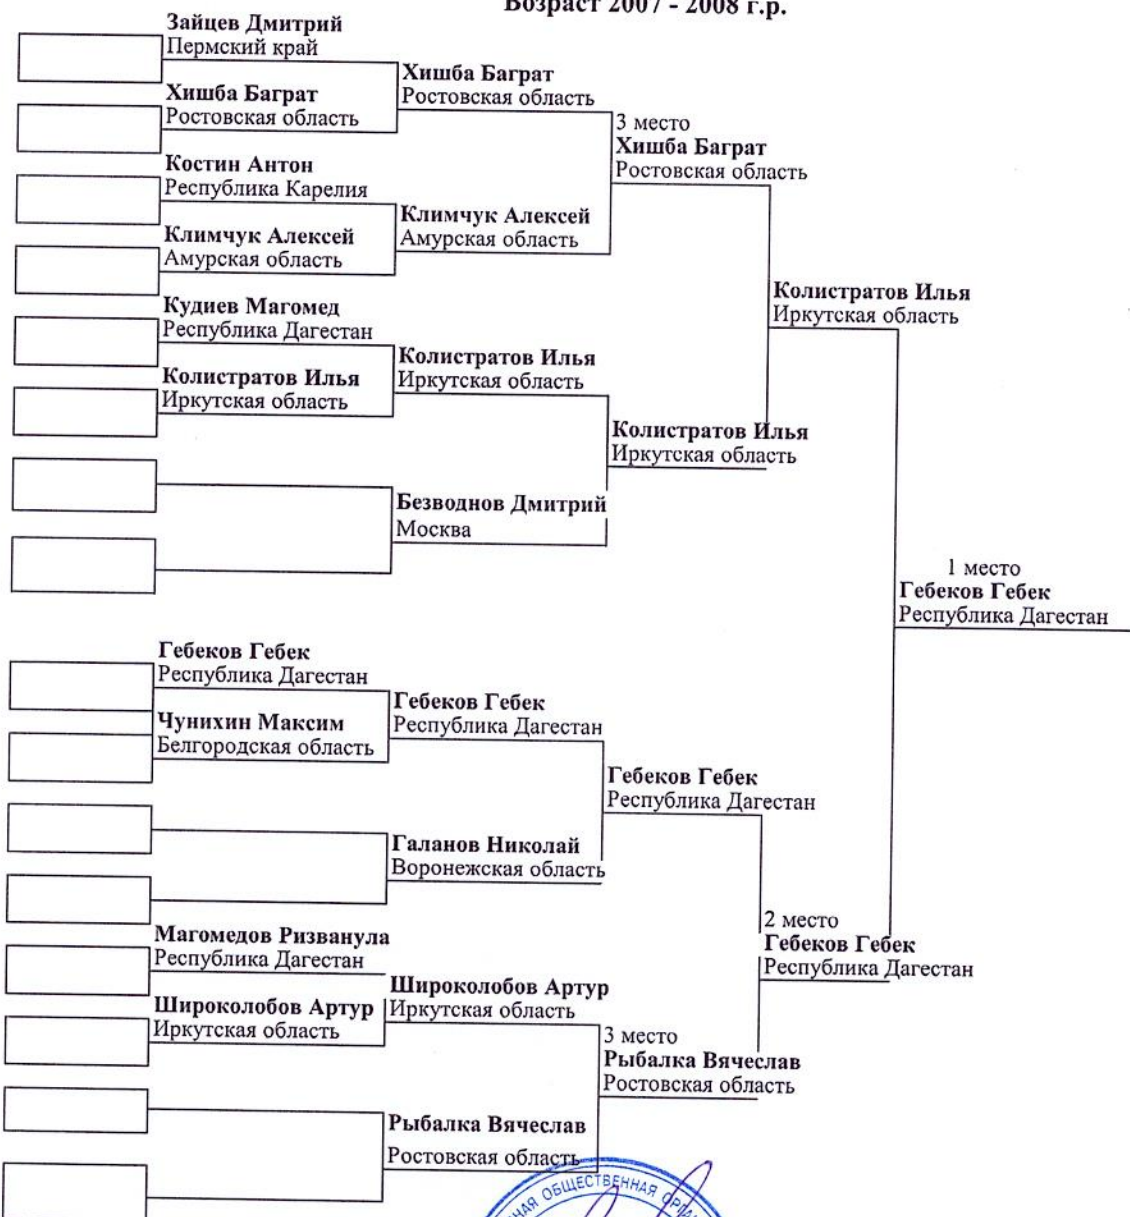 Возраст 2007 - 2008 г.р.
Зайцев Дмитрий
Пермский край
Хишба Баграт
Ростовская область
Хишба Баграт
Ростовская область
3 место
Хишба Баграт
Ростовская область
Костин Антон
Республика Карелия
Климчук Алексей
Амурская область
Климчук Алексей
Амурская область
Колистратов Илья
Иркутская область
Кудиев Магомед
Республика Дагестан
Колистратов Илья
Иркутская область
Колистратов Илья
Иркутская область
Колистратов Илья
Иркутская область
Безводнов Дмитрий
Москва
1 место
Гебеков Гебек
Республика Дагестан
Гебеков Гебек
Республика Дагестан
Гебеков Гебек
Республика Дагестан
Чунихин Максим
Белгородская область
Гебеков Гебек
Республика Дагестан
Галанов Николай
Воронежская область
2 место
Гебеков Гебек
Республика Дагестан
Магомедов Ризванула
Республика Дагестан
Широколобов Артур
Иркутская область
Широколобов Артур
Иркутская область
3 место
Рыбалка Вячеслав
Ростовская область
Рыбалка Вячеслав
Ростовская область
ОБЩЕСТВЕННАЯ